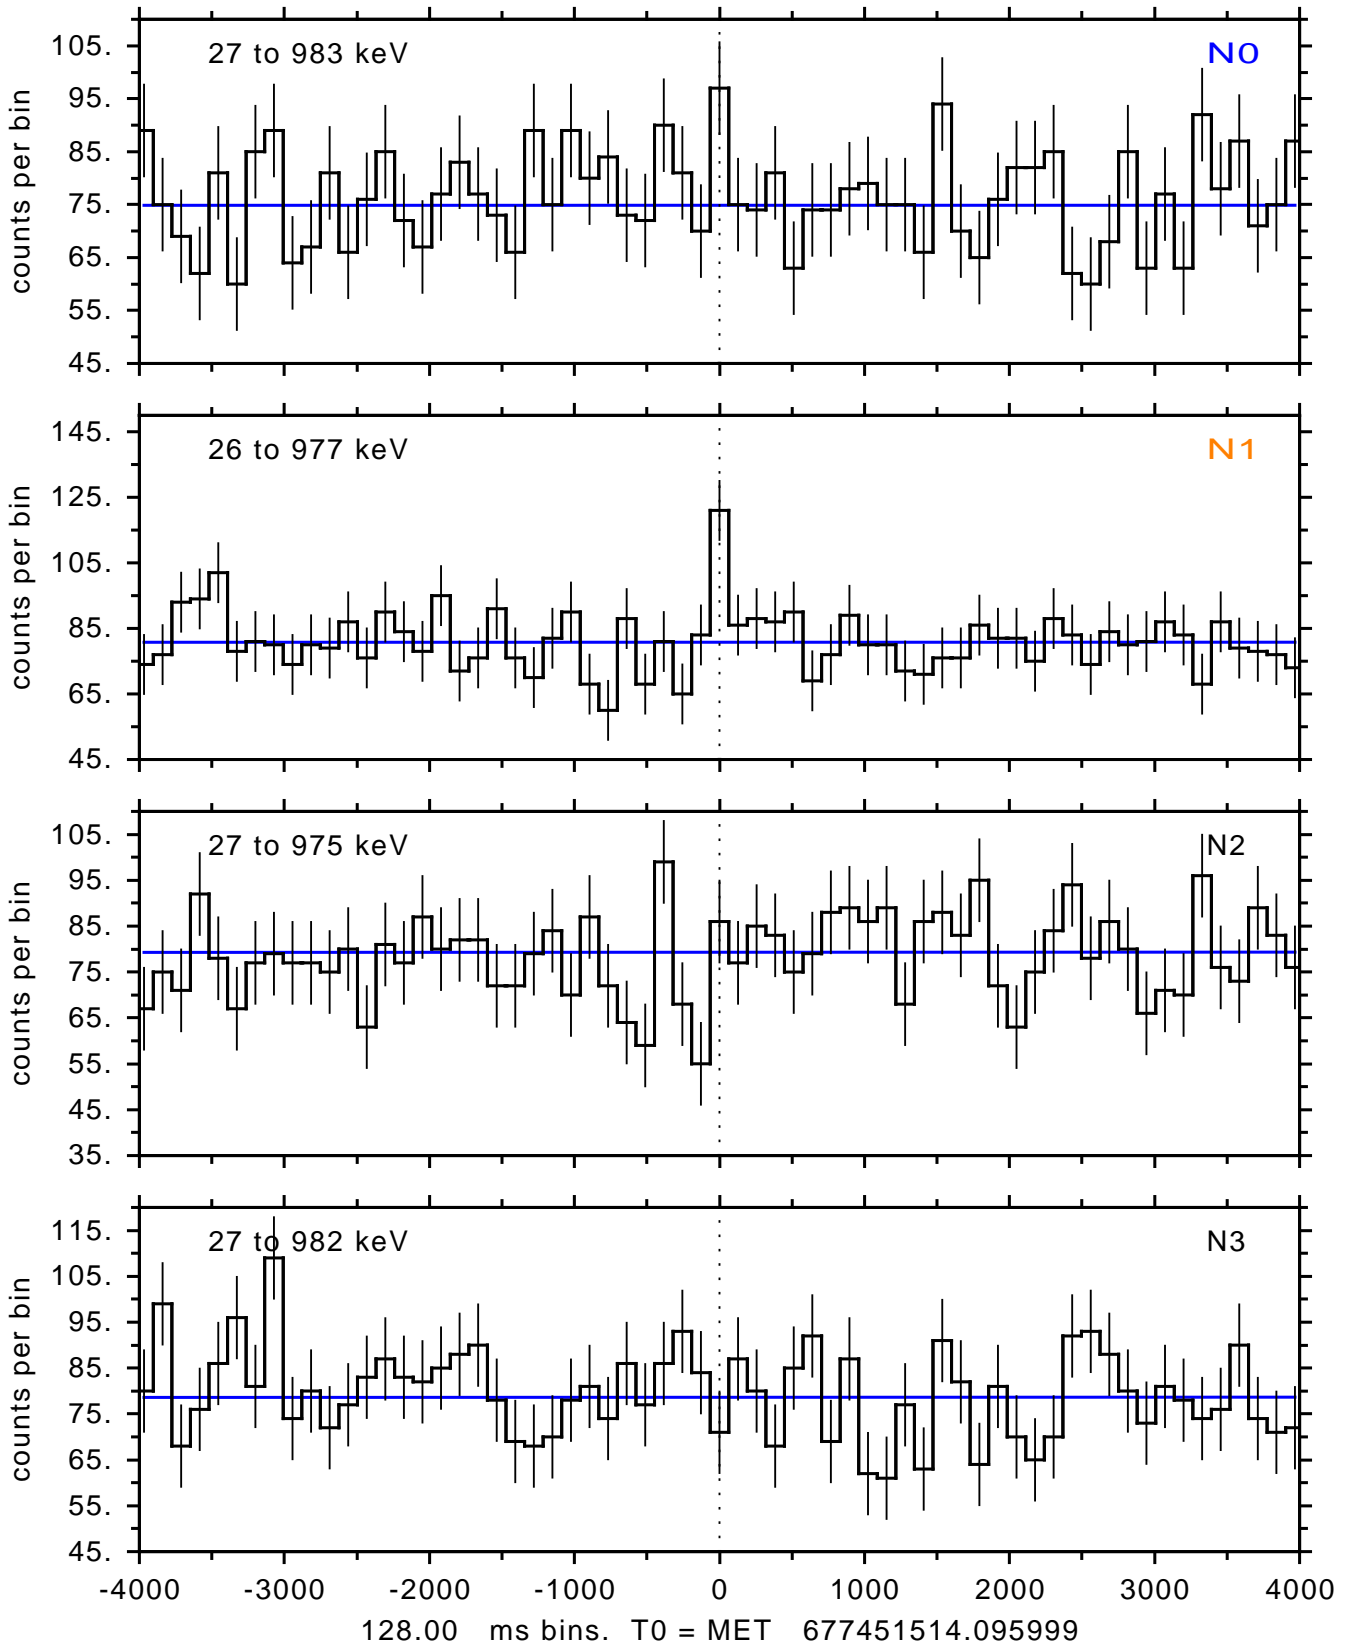 27 to 983 keV N0
105.
95.
85.
75.
65.
55.
45.
counts per bin
26 to 977 keV N1
145.
125.
105.
85.
65.
45.
counts per bin
27 to 975 keV N2
105.
95.
85.
75.
65.
55.
45.
35.
counts per bin
27 to 982 keV N3
115.
105.
95.
85.
75.
65.
55.
45.
counts per bin
-4000 -3000 -2000 -1000 0 1000 2000 3000 4000
128.00 ms bins. T0 = MET 677451514.095999